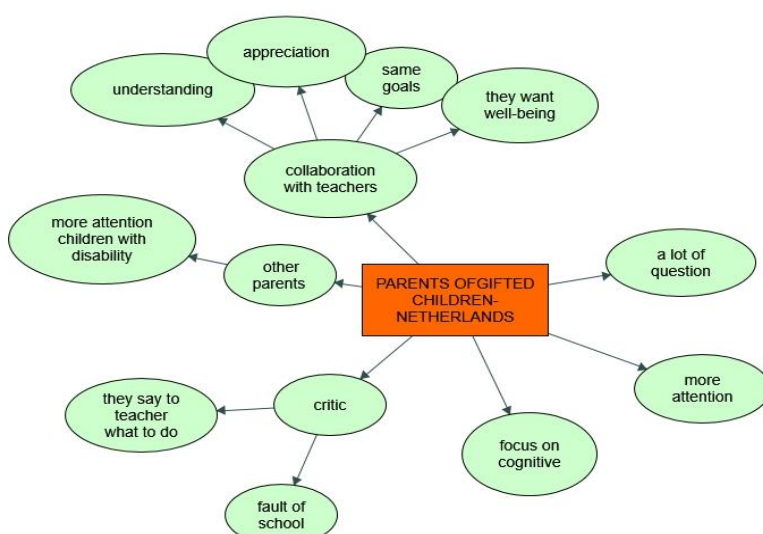 appreciation
understanding
same
goals
they want
well-being
collaboration
with teachers
more attention
children with
disability
other
parents
PARENTS OFGIFTED
CHILDREN-
NETHERLANDS
a lot of
question
they say to
teacher
what to do
critic
more
attention
focus on
cognitive
fault of
school